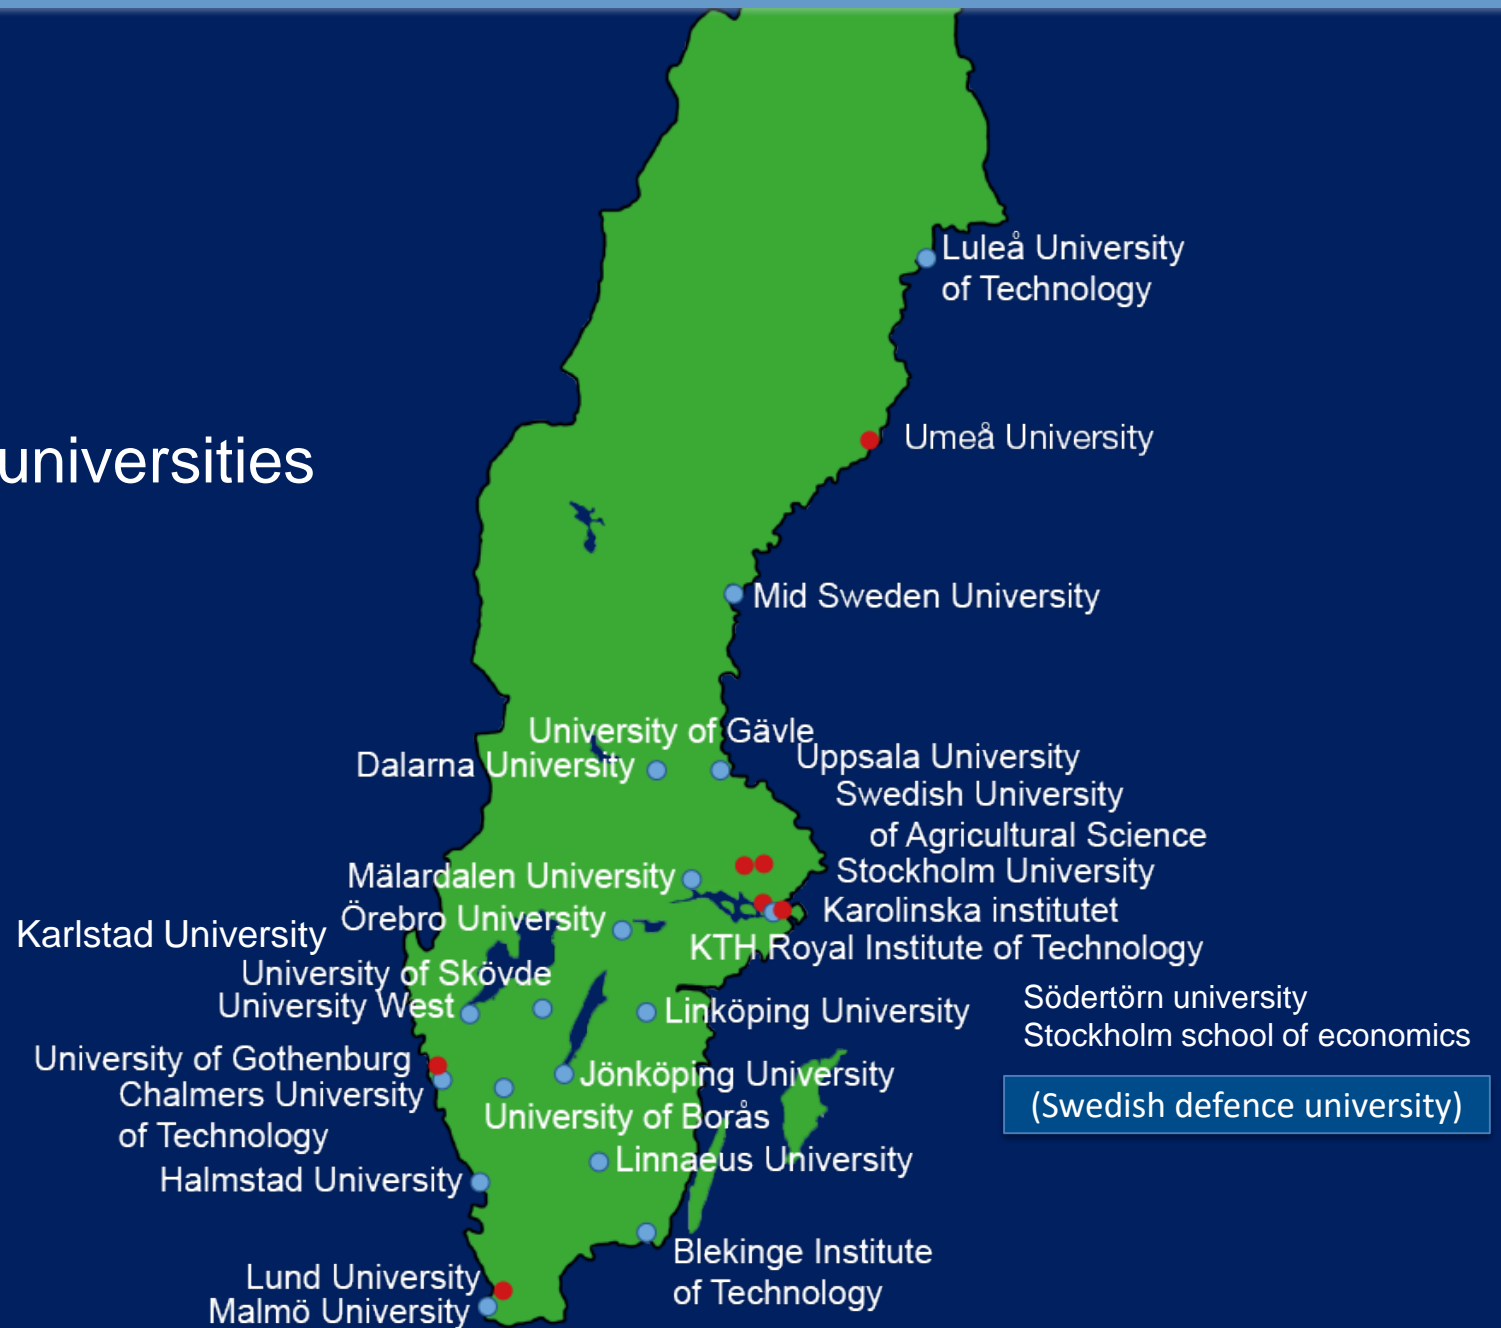 Luleå University
of Technology
Umeå University
universities
Mid Sweden University
University of Gävle
Dalarna University
Uppsala University
Swedish University
of Agricultural Science
Mälardalen University
Stockholm University
Örebro University
Karolinska institutet
Karlstad University
KTH Royal Institute of Technology
University of Skövde
University West
Linköping University
Södertörn university
Stockholm school of economics
University of Gothenburg
Jönköping University
Chalmers University
of Technology
University of Borås
(Swedish defence university)
Linnaeus University
Halmstad University
Blekinge Institute
of Technology
Lund University
Malmö University